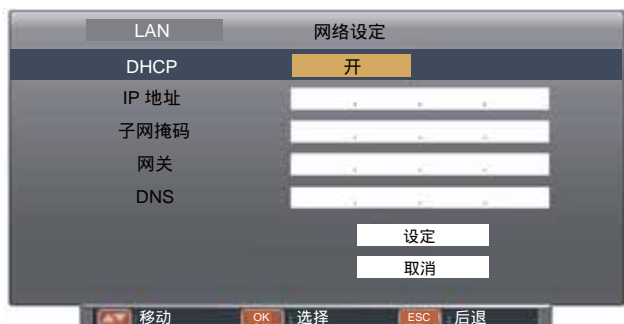 LAN 网络设定
DHCP 开
IP 地址 . . .
子网掩码 . . .
网关 . . .
DNS . . .
设定
取消
移动 OK : 选择 ESC : 后退